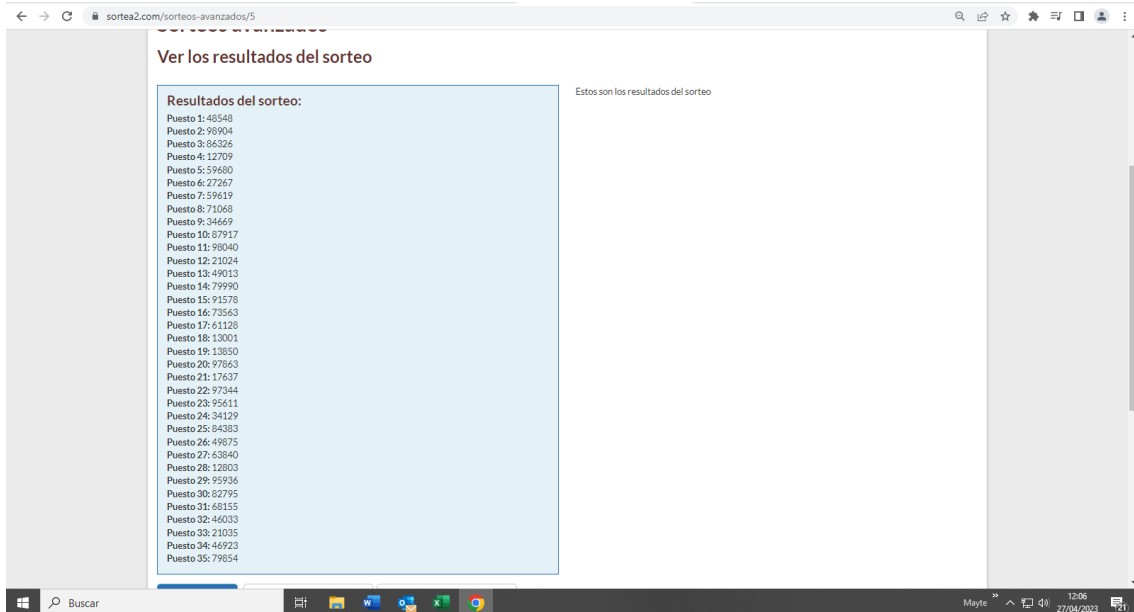 sortea2.com/sorteos-avanzados/5
Sorteos avanzados
Ver los resultados del sorteo
Resultados del sorteo:
Puesto 1: 48548
Puesto 2: 98904
Puesto 3: 86326
Puesto 4: 12709
Puesto 5: 59680
Puesto 6: 27267
Puesto 7: 59619
Puesto 8: 71068
Puesto 9: 34669
Puesto 10: 87917
Puesto 11: 98040
Puesto 12: 21024
Puesto 13: 49013
Puesto 14: 79990
Puesto 15: 91578
Puesto 16: 73563
Puesto 17: 61128
Puesto 18: 13001
Puesto 19: 13850
Puesto 20: 97863
Puesto 21: 17637
Puesto 22: 97344
Puesto 23: 95611
Puesto 24: 34129
Puesto 25: 84383
Puesto 26: 49875
Puesto 27: 63840
Puesto 28: 12803
Puesto 29: 95936
Puesto 30: 82795
Puesto 31: 68155
Puesto 32: 46033
Puesto 33: 21035
Puesto 34: 46923
Puesto 35: 79854
Estos son los resultados del sorteo
Buscar
Mayte
12:06
27/04/2023
21